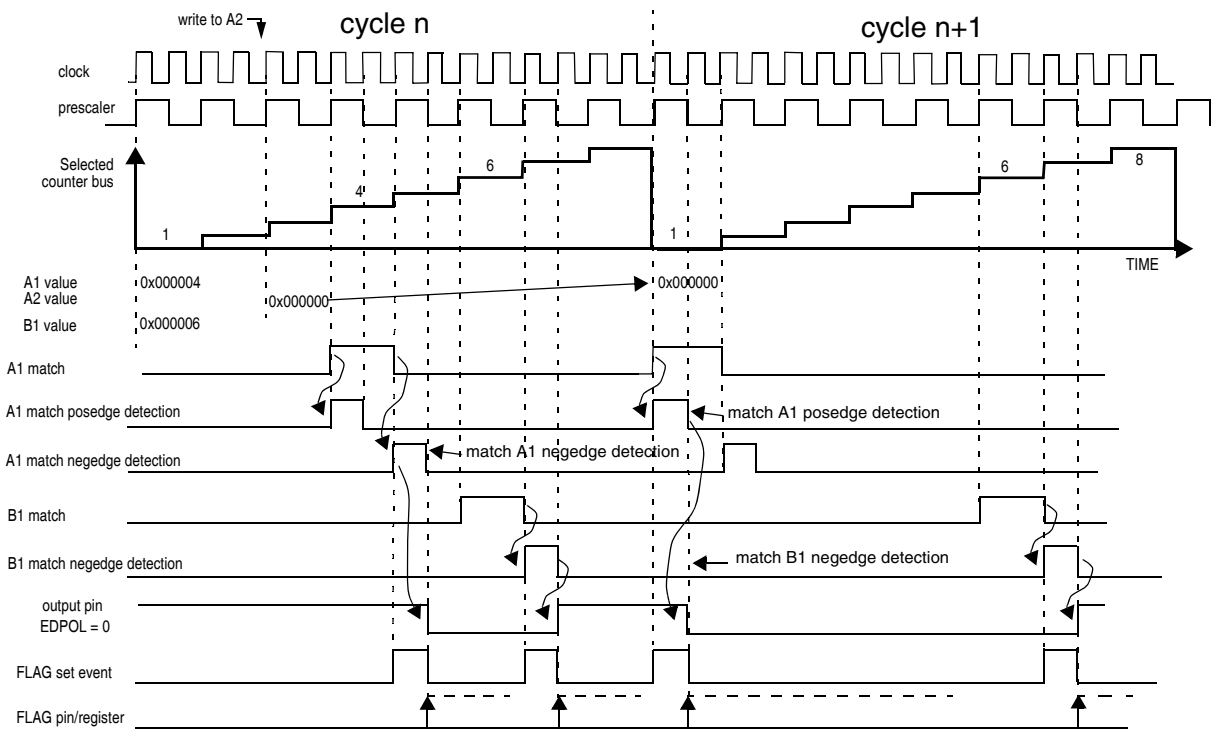 write to A2
cycle n
cycle n+1
clock
prescaler
Selected
counter bus
1
4
6
1
6
8
TIME
A1 value
0x000004
0x000000
A2 value
0x000000
B1 value
0x000006
A1 match
A1 match posedge detection
match A1 posedge detection
A1 match negedge detection
match A1 negedge detection
B1 match
B1 match negedge detection
match B1 negedge detection
output pin
EDPOL = 0
FLAG set event
FLAG pin/register